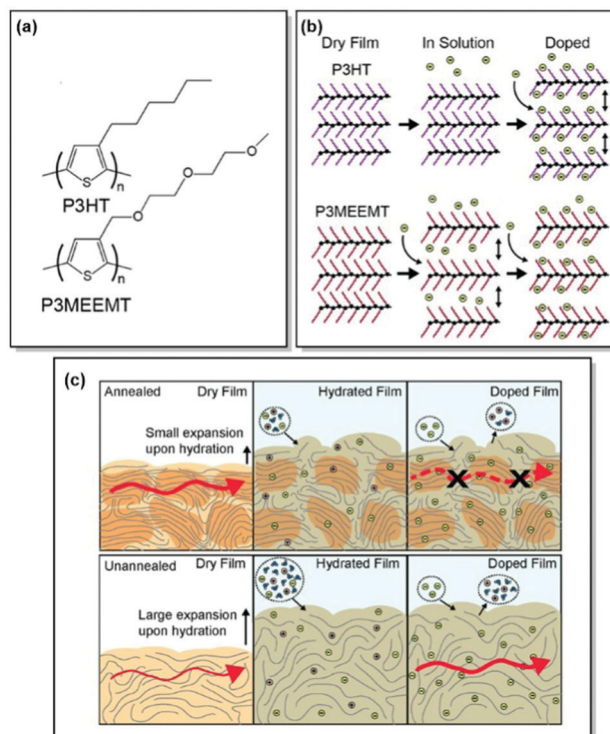 (a)
S
n
P3HT
O
O
O
S
n
P3MEEMT
(b)
Dry Film In Solution Doped
P3HT
P3MEEMT
(c)
Annealed Dry Film Hydrated Film Doped Film
Small expansion
upon hydration
X X
Unannealed Dry Film Hydrated Film Doped Film
Large expansion
upon hydration